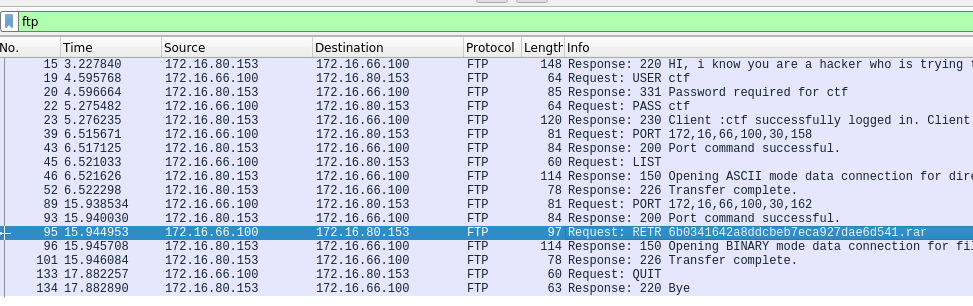 ftp
No. Time Source Destination Protocol Length Info
15 3.227840 172.16.80.153 172.16.66.100 FTP 148 Response: 220 HI, i know you are a hacker who is trying
19 4.595768 172.16.66.100 172.16.80.153 FTP 64 Request: USER ctf
20 4.596664 172.16.80.153 172.16.66.100 FTP 85 Response: 331 Password required for ctf
22 5.275482 172.16.66.100 172.16.80.153 FTP 64 Request: PASS ctf
23 5.276235 172.16.80.153 172.16.66.100 FTP 120 Response: 230 Client :ctf successfully logged in. Client
39 6.515671 172.16.66.100 172.16.80.153 FTP 81 Request: PORT 172,16,66,100,30,158
43 6.517125 172.16.80.153 172.16.66.100 FTP 84 Response: 200 Port command successful.
45 6.521033 172.16.66.100 172.16.80.153 FTP 60 Request: LIST
46 6.521626 172.16.80.153 172.16.66.100 FTP 114 Response: 150 Opening ASCII mode data connection for dire
52 6.522298 172.16.80.153 172.16.66.100 FTP 78 Response: 226 Transfer complete.
89 15.938534 172.16.66.100 172.16.80.153 FTP 81 Request: PORT 172,16,66,100,30,162
93 15.940030 172.16.80.153 172.16.66.100 FTP 84 Response: 200 Port command successful.
95 15.944953 172.16.66.100 172.16.80.153 FTP 97 Request: RETR 6b0341642a8ddcbeb7eca927dae6d541.rar
96 15.945708 172.16.80.153 172.16.66.100 FTP 114 Response: 150 Opening BINARY mode data connection for fi
101 15.946084 172.16.80.153 172.16.66.100 FTP 78 Response: 226 Transfer complete.
133 17.882257 172.16.66.100 172.16.80.153 FTP 60 Request: QUIT
134 17.882890 172.16.80.153 172.16.66.100 FTP 63 Response: 220 Bye